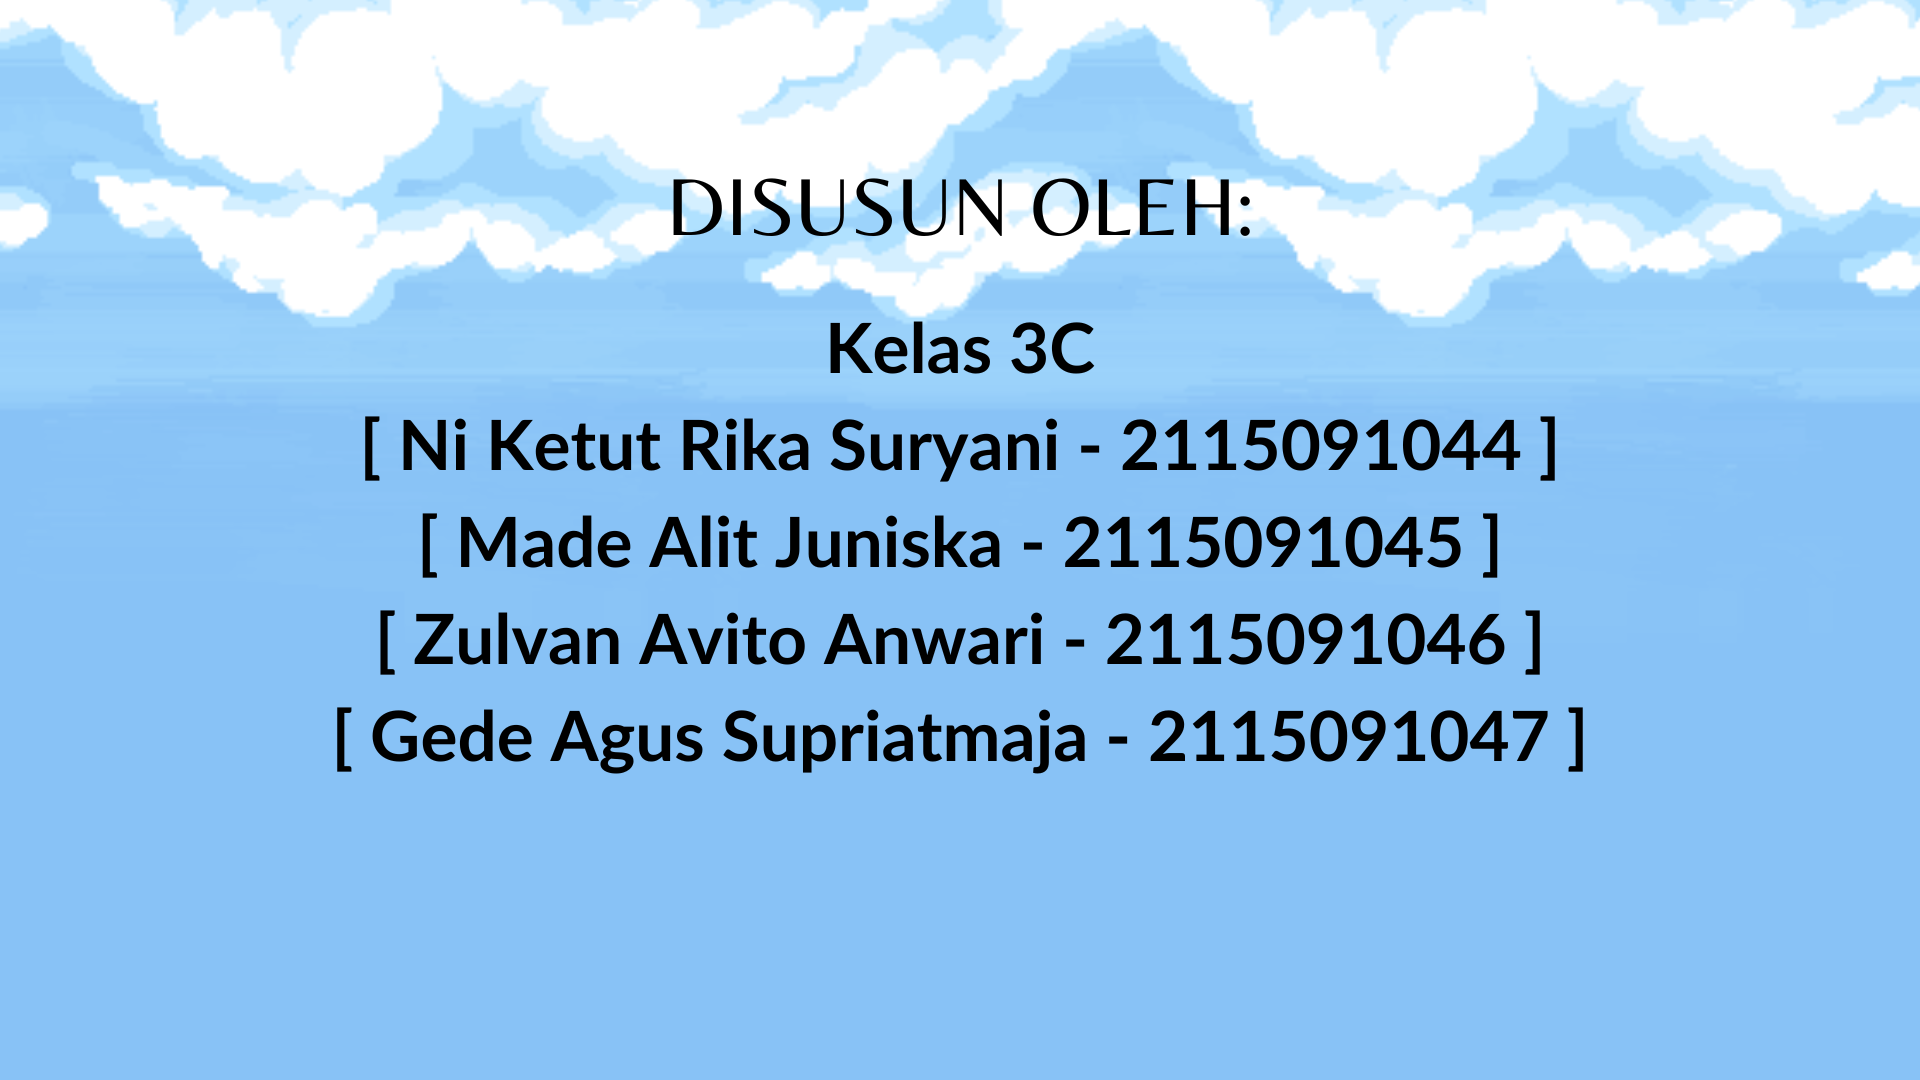 DISUSUN OLEH:
Kelas 3C
[ Ni Ketut Rika Suryani - 2115091044 ]
[ Made Alit Juniska - 2115091045 ]
[ Zulvan Avito Anwari - 2115091046 ]
[ Gede Agus Supriatmaja - 2115091047 ]